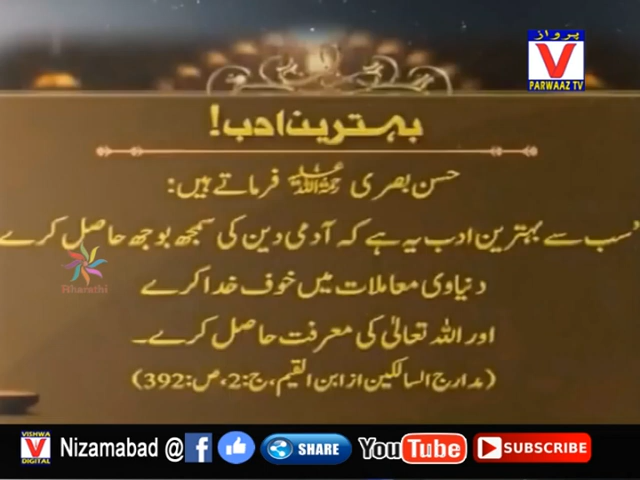 پرواز
V
PARWAAZ TV
بہترین ادب!
حسن بصری رحمۃ اللہ علیہ فرماتے ہیں:
’سب سے بہترین ادب یہ ہے کہ آدمی دین کی سمجھ بوجھ حاصل کرے
دنیاوی معاملات میں خوف خدا کرے
اور اللہ تعالیٰ کی معرفت حاصل کرے۔
(مدارج السالکین از ابن القیم، ج:2، ص:392)
Bharathi
VISHWA
V
DIGITAL
Nizamabad @ f SHARE YouTube SUBSCRIBE